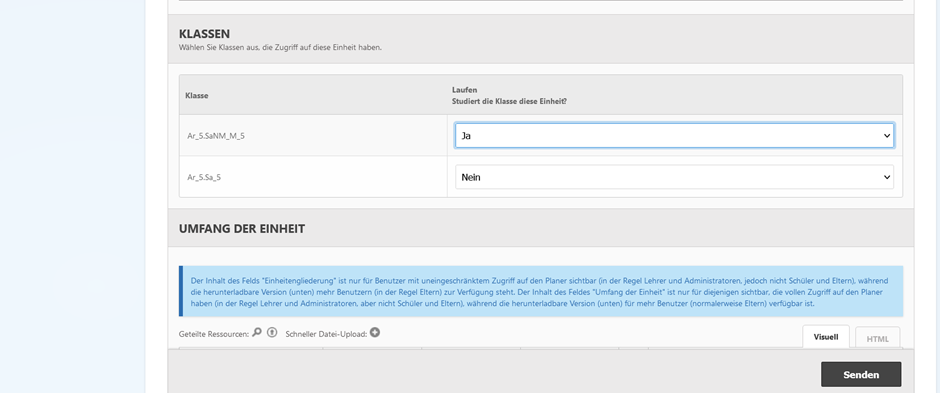 KLASSEN
Wählen Sie Klassen aus, die Zugriff auf diese Einheit haben.
Klasse
Laufen
Studiert die Klasse diese Einheit?
Ar_5.SaNM_M_5
Ja
Ar_5.Sa_5
Nein
UMFANG DER EINHEIT
Der Inhalt des Felds "Einheitengliederung" ist nur für Benutzer mit uneingeschränktem Zugriff auf den Planer sichtbar (in der Regel Lehrer und Administratoren, jedoch nicht Schüler und Eltern), während
die herunterladbare Version (unten) mehr Benutzern (in der Regel Eltern) zur Verfügung steht. Der Inhalt des Feldes "Umfang der Einheit" ist nur für diejenigen sichtbar, die vollen Zugriff auf den Planer
haben (in der Regel Lehrer und Administratoren, aber nicht Schüler und Eltern), während die herunterladbare Version (unten) für mehr Benutzer (normalerweise Eltern) verfügbar ist.
Geteilte Ressourcen: Schneller Datei-Upload:
Visuell HTML
Senden